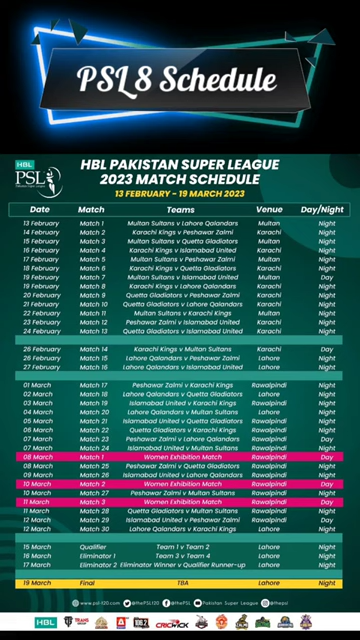 PSL 8 Schedule
HBL
PSL
HBL PAKISTAN SUPER LEAGUE
2023 MATCH SCHEDULE
13 FEBRUARY - 19 MARCH 2023
Date Match Teams Venue Day/Night
13 February Match 1 Multan Sultans v Lahore Qalandars Multan Night
14 February Match 2 Karachi Kings v Peshawar Zalmi Karachi Night
15 February Match 3 Multan Sultans v Quetta Gladiators Multan Night
16 February Match 4 Karachi Kings v Islamabad United Karachi Night
17 February Match 5 Multan Sultans v Peshawar Zalmi Multan Night
18 February Match 6 Karachi Kings v Quetta Gladiators Karachi Night
19 February Match 7 Multan Sultans v Islamabad United Multan Day
19 February Match 8 Karachi Kings v Lahore Qalandars Karachi Night
20 February Match 9 Quetta Gladiators v Peshawar Zalmi Karachi Night
21 February Match 10 Quetta Gladiators v Lahore Qalandars Karachi Night
22 February Match 11 Multan Sultans v Karachi Kings Multan Night
23 February Match 12 Peshawar Zalmi v Islamabad United Karachi Night
24 February Match 13 Quetta Gladiators v Islamabad United Karachi Night
26 February Match 14 Karachi Kings v Multan Sultans Karachi Day
26 February Match 15 Lahore Qalandars v Peshawar Zalmi Lahore Night
27 February Match 16 Lahore Qalandars v Islamabad United Lahore Night
01 March Match 17 Peshawar Zalmi v Karachi Kings Rawalpindi Night
02 March Match 18 Lahore Qalandars v Quetta Gladiators Lahore Night
03 March Match 19 Islamabad United v Karachi Kings Rawalpindi Night
04 March Match 20 Lahore Qalandars v Multan Sultans Lahore Night
05 March Match 21 Islamabad United v Quetta Gladiators Rawalpindi Night
06 March Match 22 Quetta Gladiators v Karachi Kings Rawalpindi Night
07 March Match 23 Peshawar Zalmi v Lahore Qalandars Rawalpindi Day
07 March Match 24 Islamabad United v Multan Sultans Rawalpindi Night
08 March Match 1 Women Exhibition Match Rawalpindi Day
08 March Match 25 Peshawar Zalmi v Quetta Gladiators Rawalpindi Night
09 March Match 26 Islamabad United v Lahore Qalandars Rawalpindi Night
10 March Match 2 Women Exhibition Match Rawalpindi Day
10 March Match 27 Peshawar Zalmi v Multan Sultans Rawalpindi Night
11 March Match 3 Women Exhibition Match Rawalpindi Day
11 March Match 28 Quetta Gladiators v Multan Sultans Rawalpindi Night
12 March Match 29 Islamabad United v Peshawar Zalmi Rawalpindi Day
12 March Match 30 Lahore Qalandars v Karachi Kings Lahore Night
15 March Qualifier Team 1 v Team 2 Lahore Night
16 March Eliminator 1 Team 3 v Team 4 Lahore Night
17 March Eliminator 2 Eliminator Winner v Qualifier Runner-up Lahore Night
19 March Final TBA Lahore Night
www.psl-t20.com @thePSLT20 @thePSL Pakistan Super League @thepsl
HBL